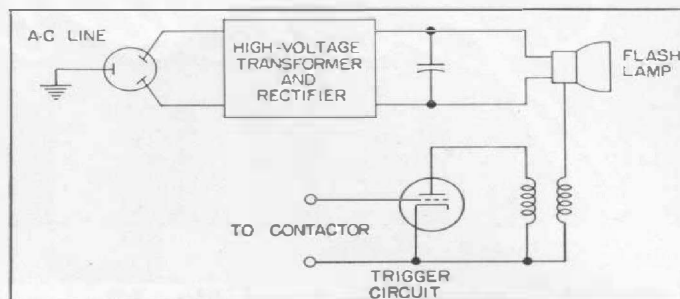 A-C LINE
HIGH-VOLTAGE
TRANSFORMER
AND
RECTIFIER
FLASH
LAMP
TO CONTACTOR
TRIGGER
CIRCUIT